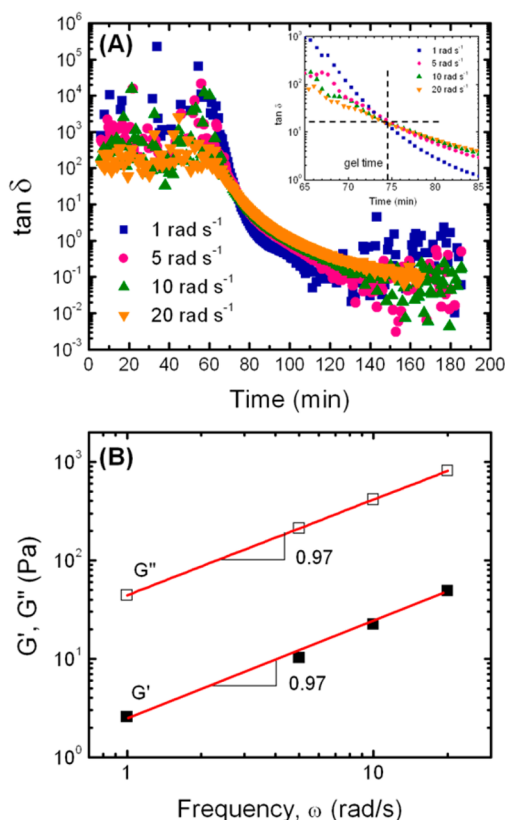 (A)
10^6
10^5
10^4
10^3
10^2
10^1
10^0
10^-1
10^-2
10^-3
tan δ
0 20 40 60 80 100 120 140 160 180 200
Time (min)
1 rad s^-1
5 rad s^-1
10 rad s^-1
20 rad s^-1
10^3
10^2
10^1
10^0
tan δ
1 rad s^-1
5 rad s^-1
10 rad s^-1
20 rad s^-1
gel time
65 70 75 80 85
Time (min)
(B)
10^3
10^2
10^1
10^0
G', G" (Pa)
0.97
G"
0.97
G'
1 10
Frequency, ω (rad/s)